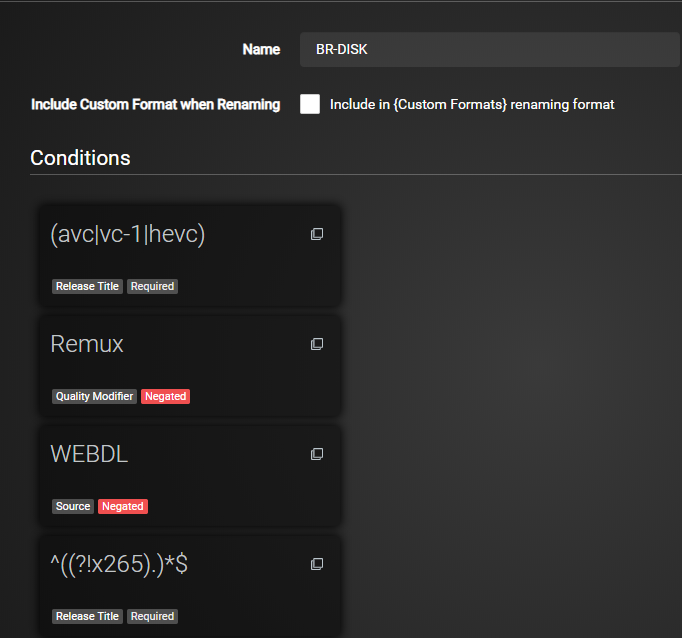 Name BR-DISK
Include Custom Format when Renaming Include in {Custom Formats} renaming format
Conditions
(avc|vc-1|hevc)
Release Title Required
Remux
Quality Modifier Negated
WEBDL
Source Negated
^((?!x265).)*$
Release Title Required